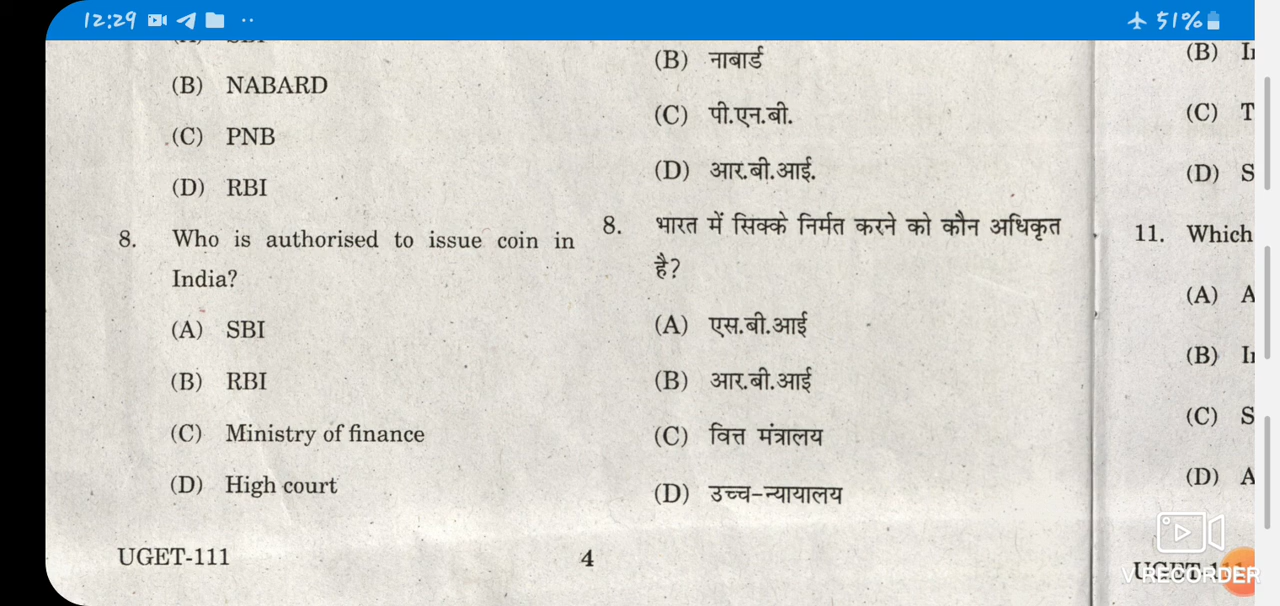 12:29
51%
(B) NABARD
(C) PNB
(D) RBI
8. Who is authorised to issue coin in
India?
(A) SBI
(B) RBI
(C) Ministry of finance
(D) High court
UGET-111
4
(B) नाबार्ड
(C) पी.एन.बी.
(D) आर.बी.आई.
8. भारत में सिक्के निर्मत करने को कौन अधिकृत
है?
(A) एस.बी.आई
(B) आर.बी.आई
(C) वित्त मंत्रालय
(D) उच्च-न्यायालय
(B)
(C)
(D)
11. Which
(A)
(B)
(C)
(D)
V RECORDER